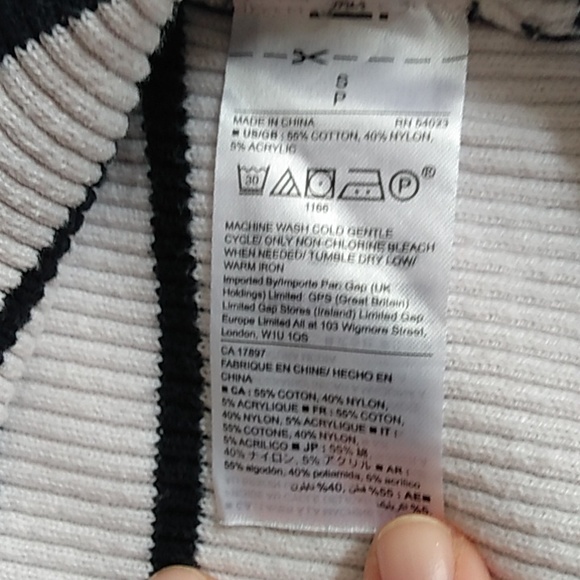 S
P
MADE IN CHINA RN 54023
■ US/GB : 55% COTTON, 40% NYLON,
5% ACRYLIC
30
P
1166
MACHINE WASH COLD GENTLE
CYCLE/ ONLY NON-CHLORINE BLEACH
WHEN NEEDED/ TUMBLE DRY LOW/
WARM IRON
Imported By/Importe Par: Gap (UK
Holdings) Limited. GPS (Great Britain)
Limited Gap Stores (Ireland) Limited Gap
Europe Limited All at 103 Wigmore Street,
London, W1U 1QS
CA 17897
FABRIQUE EN CHINE/ HECHO EN
CHINA
■ CA : 55% COTON, 40% NYLON,
5% ACRYLIQUE ■ FR : 55% COTON,
40% NYLON, 5% ACRYLIQUE ■ IT :
55% COTONE, 40% NYLON,
5% ACRILICO ■ JP : 55% 綿,
40% ナイロン, 5% アクリル ■ AR :
55% algodón, 40% poliamida, 5% acrílico
■ AE : 55% قطن, 40% نايلون,